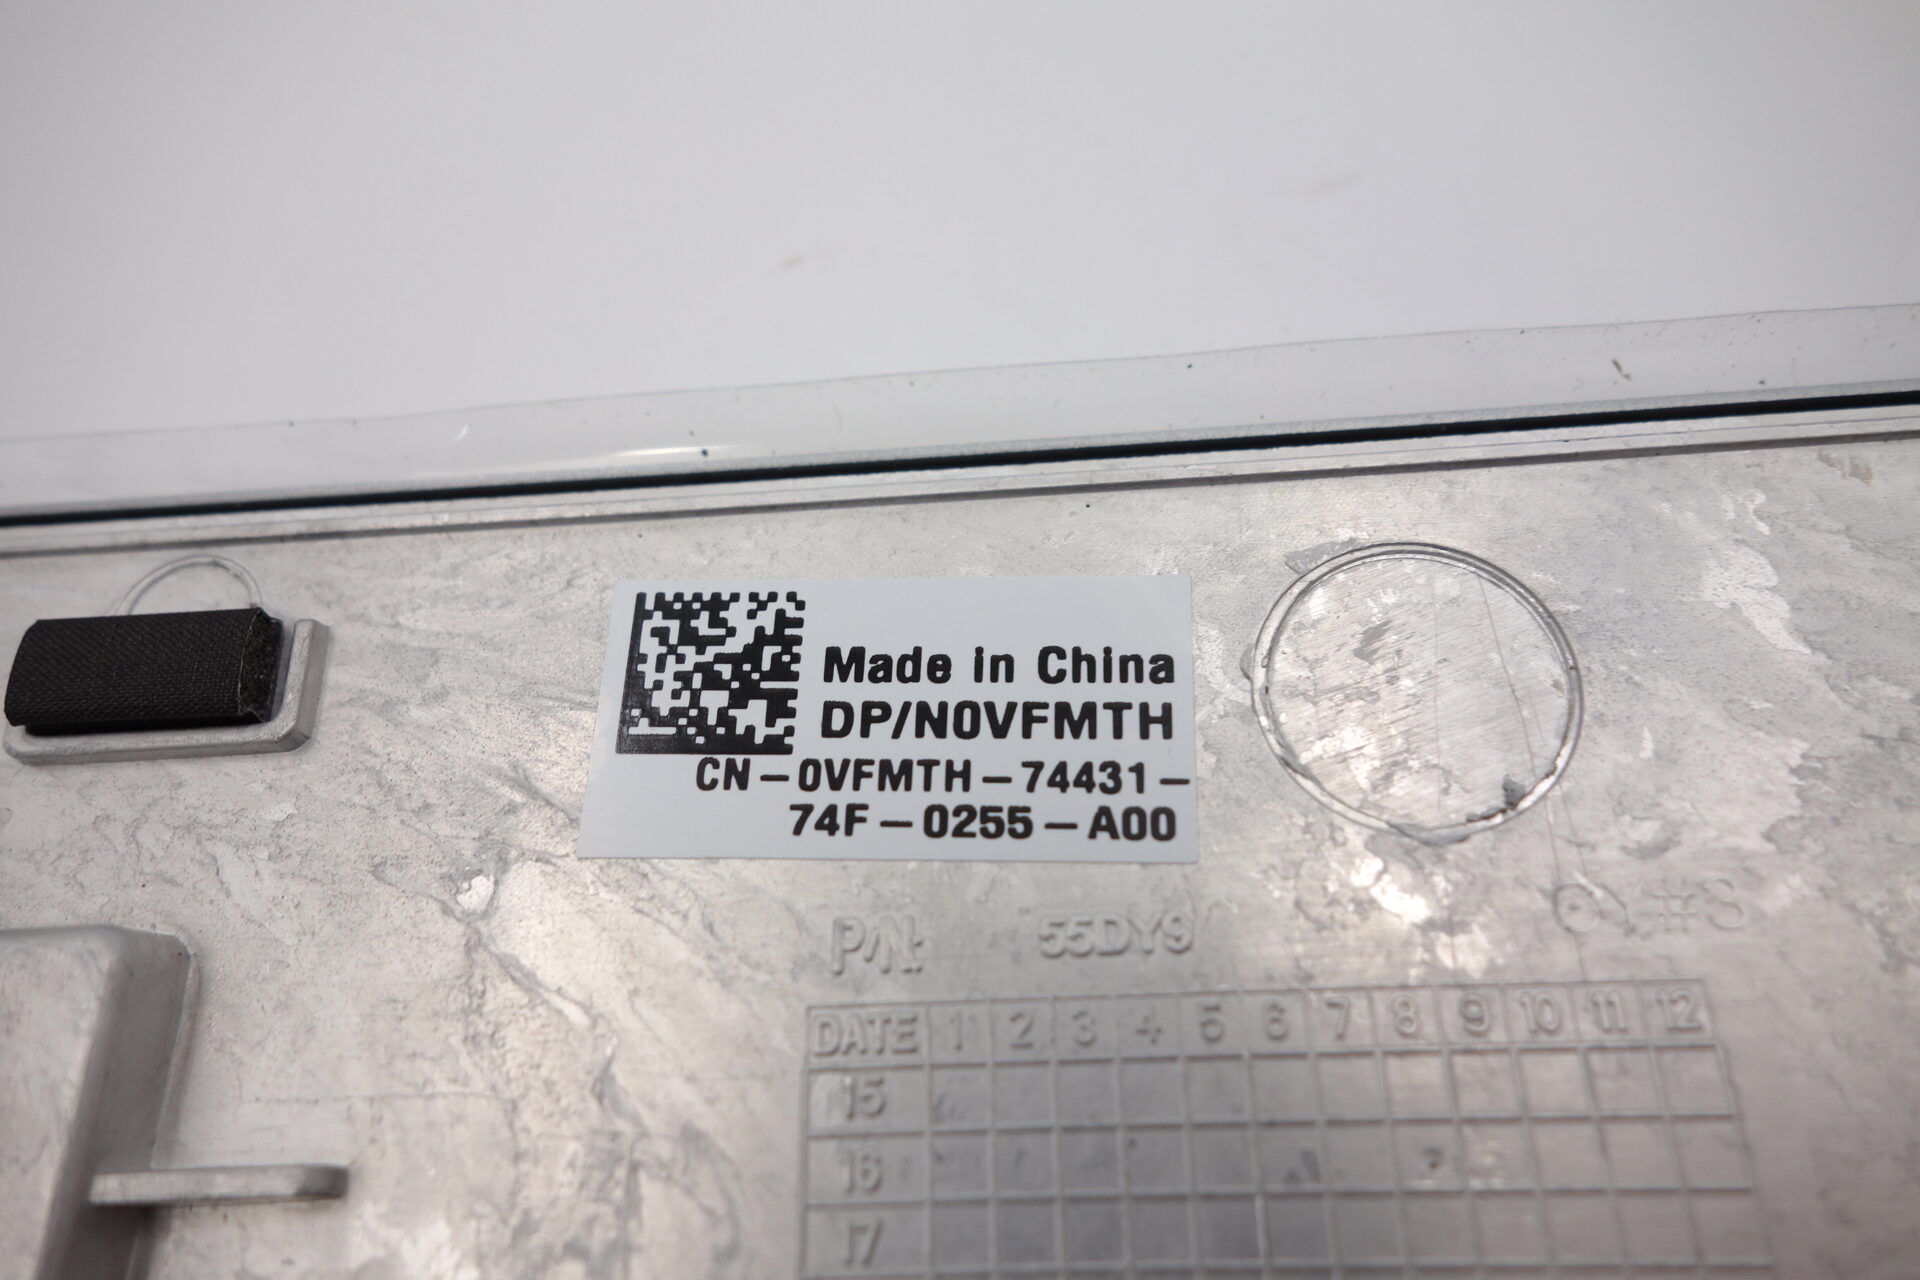 Made in China
DP/N0VFMTH
CN-0VFMTH-74431-
74F-0255-A00
P/N: 55DY9
DATE 1 2 3 4 5 6 7 8 9 10 11 12
15
16
17